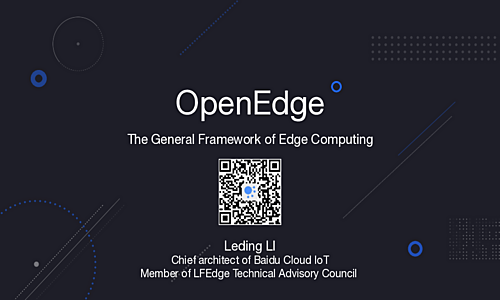 OpenEdge
The General Framework of Edge Computing
Leding LI
Chief architect of Baidu Cloud IoT
Member of LFEdge Technical Advisory Council